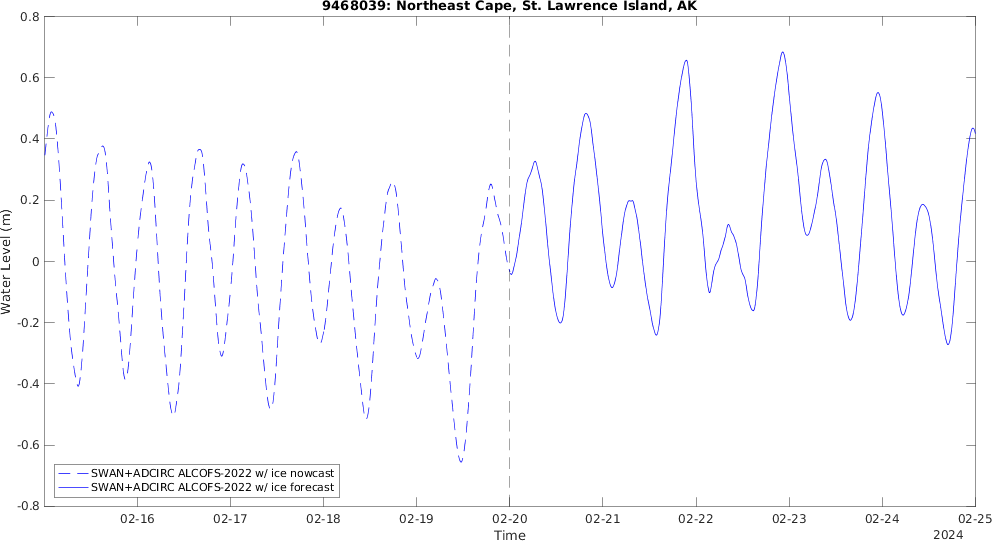 9468039: Northeast Cape, St. Lawrence Island, AK
0.8
0.6
0.4
0.2
0
-0.2
-0.4
-0.6
-0.8
Water Level (m)
SWAN+ADCIRC ALCOFS-2022 w/ ice nowcast
SWAN+ADCIRC ALCOFS-2022 w/ ice forecast
02-16 02-17 02-18 02-19 02-20 02-21 02-22 02-23 02-24 02-25
Time
2024